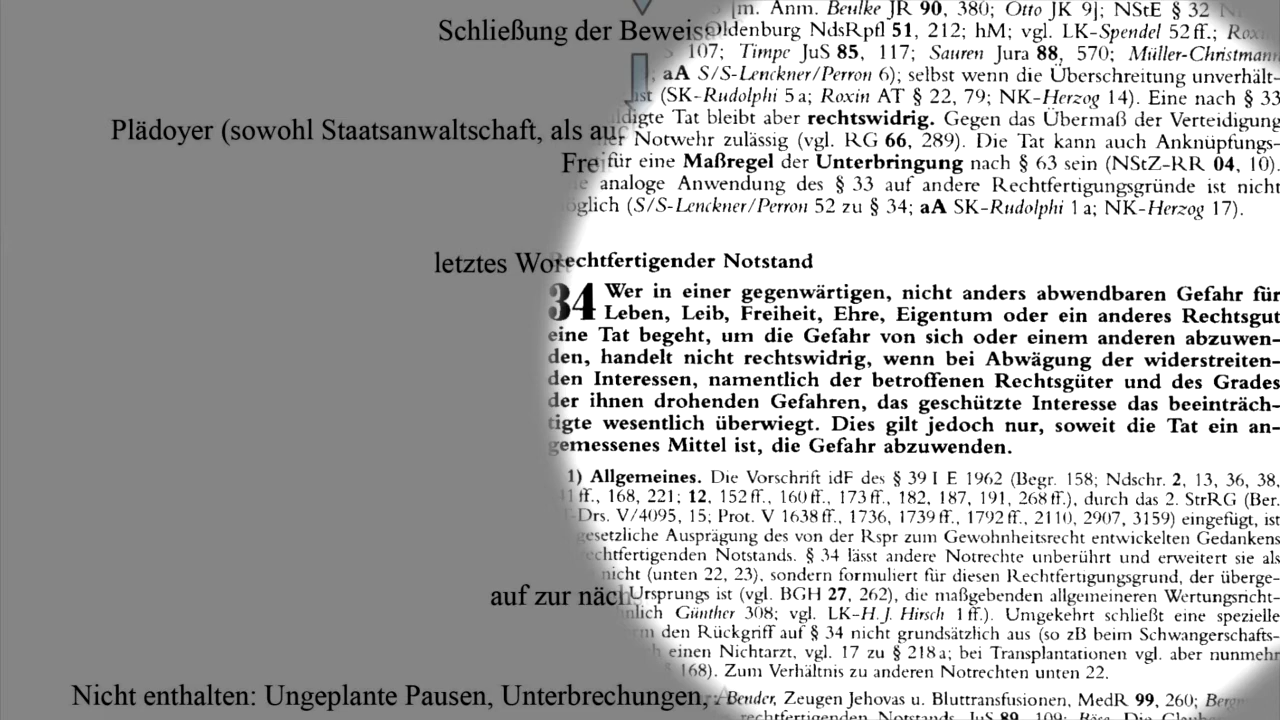 Schließung der Beweis
Plädoyer (sowohl Staatsanwaltschaft, als auc
Frei
letztes Wor
auf zur näch
Nicht enthalten: Ungeplante Pausen, Unterbrechungen,
[m. Anm. Beulke JR 90, 380; Otto JK 9]; NStE § 32
Oldenburg NdsRpfl 51, 212; hM; vgl. LK-Spendel 52 ff.;
107; Timpe JuS 85, 117; Sauren Jura 88, 570; Müller-Christmann
aA S/S-Lenckner/Perron 6); selbst wenn die Überschreitung unverhält-
ist (SK-Rudolphi 5 a; Roxin AT § 22, 79; NK-Herzog 14). Eine nach § 33
ldigte Tat bleibt aber rechtswidrig. Gegen das Übermaß der Verteidigung
Notwehr zulässig (vgl. RG 66, 289). Die Tat kann auch Anknüpfungs-
für eine Maßregel der Unterbringung nach § 63 sein (NStZ-RR 04, 10).
analoge Anwendung des § 33 auf andere Rechtfertigungsgründe ist nicht
öglich (S/S-Lenckner/Perron 52 zu § 34; aA SK-Rudolphi 1 a; NK-Herzog 17).
Rechtfertigender Notstand
34 Wer in einer gegenwärtigen, nicht anders abwendbaren Gefahr für
Leben, Leib, Freiheit, Ehre, Eigentum oder ein anderes Rechtsgut
eine Tat begeht, um die Gefahr von sich oder einem anderen abzuwen-
den, handelt nicht rechtswidrig, wenn bei Abwägung der widerstreiten-
den Interessen, namentlich der betroffenen Rechtsgüter und des Grades
der ihnen drohenden Gefahren, das geschützte Interesse das beeinträch-
tigte wesentlich überwiegt. Dies gilt jedoch nur, soweit die Tat ein an-
gemessenes Mittel ist, die Gefahr abzuwenden.
1) Allgemeines. Die Vorschrift idF des § 39 I E 1962 (Begr. 158; Ndschr. 2, 13, 36, 38,
41 ff., 168, 221; 12, 152 ff., 160 ff., 173 ff., 182, 187, 191, 268 ff.), durch das 2. StrRG (Ber.
-Drs. V/4095, 15; Prot. V 1638 ff., 1736, 1739 ff., 1792 ff., 2110, 2907, 3159) eingefügt, ist
gesetzliche Ausprägung des von der Rspr zum Gewohnheitsrecht entwickelten Gedankens
rechtfertigenden Notstands. § 34 lässt andere Notrechte unberührt und erweitert sie als
nicht (unten 22, 23), sondern formuliert für diesen Rechtfertigungsgrund, der überge-
Ursprungs ist (vgl. BGH 27, 262), die maßgebenden allgemeineren Wertungsricht-
hnlich Günther 308; vgl. LK-H. J. Hirsch 1 ff.). Umgekehrt schließt eine spezielle
rm den Rückgriff auf § 34 nicht grundsätzlich aus (so zB beim Schwangerschafts-
h einen Nichtarzt, vgl. 17 zu § 218 a; bei Transplantationen vgl. aber nunmehr
§ 168). Zum Verhältnis zu anderen Notrechten unten 22.
Bender, Zeugen Jehovas u. Bluttransfusionen, MedR 99, 260;
rechtfertigenden Notstands, JuS 89, 109;